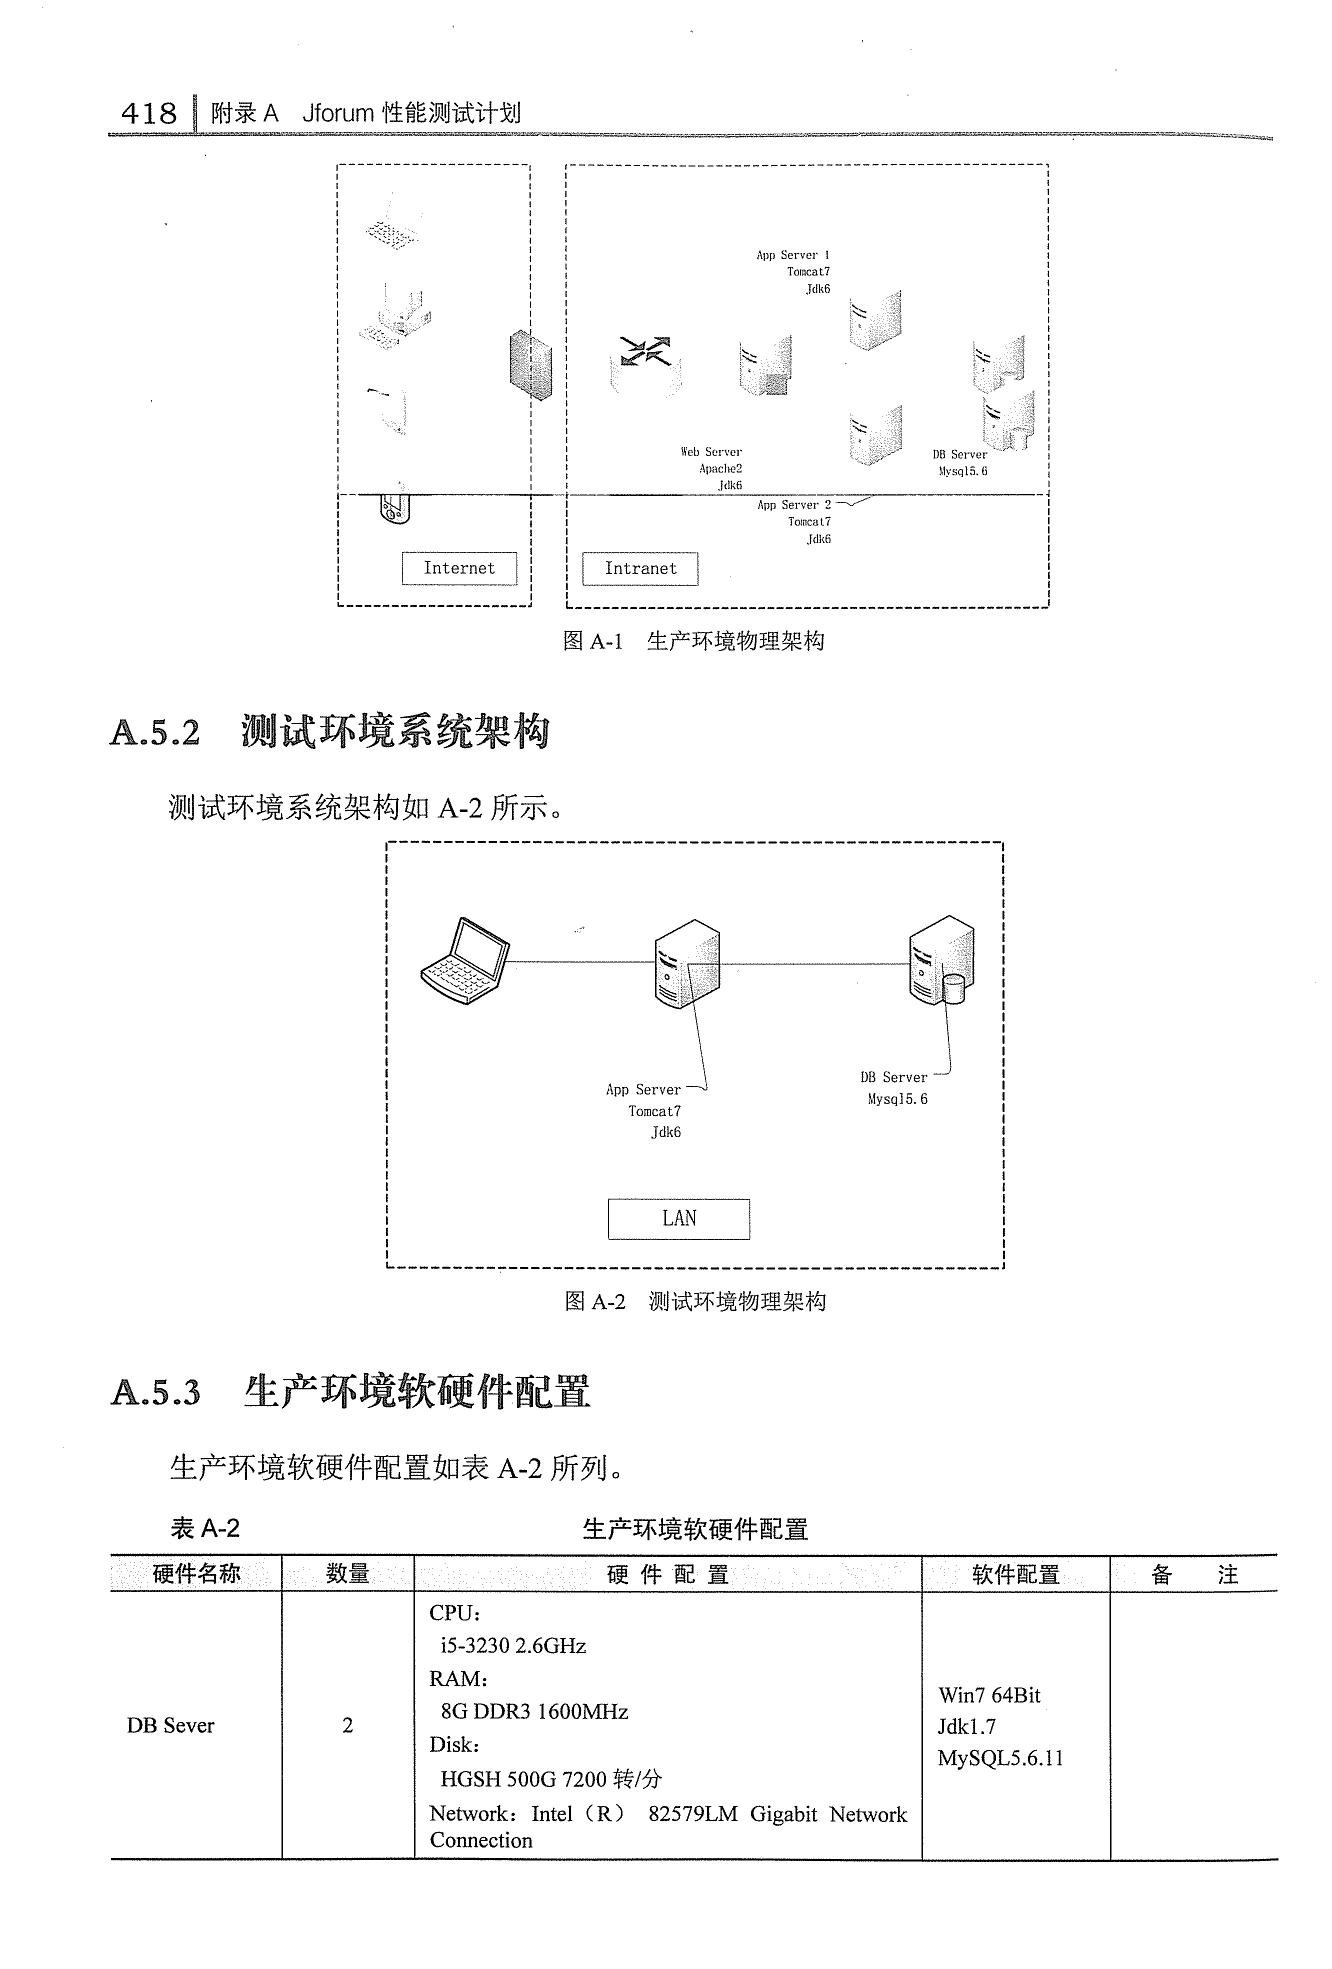 418 附录 A Jforum 性能测试计划
App Server 1
Tomcat7
Jdk6
Web Server
Apache2
Jdk6
DB Server
Mysql5.6
App Server 2
Tomcat7
Jdk6
Internet
Intranet
图 A-1 生产环境物理架构
A.5.2 测试环境系统架构
测试环境系统架构如 A-2 所示。
App Server
Tomcat7
Jdk6
DB Server
Mysql5.6
LAN
图 A-2 测试环境物理架构
A.5.3 生产环境软硬件配置
生产环境软硬件配置如表 A-2 所列。
表 A-2 生产环境软硬件配置
硬件名称 数量 硬件配置 软件配置 备注
DB Sever
2
CPU：
i5-3230 2.6GHz
RAM：
8G DDR3 1600MHz
Disk：
HGSH 500G 7200 转/分
Network：Intel（R） 82579LM Gigabit Network
Connection
Win7 64Bit
Jdk1.7
MySQL5.6.11